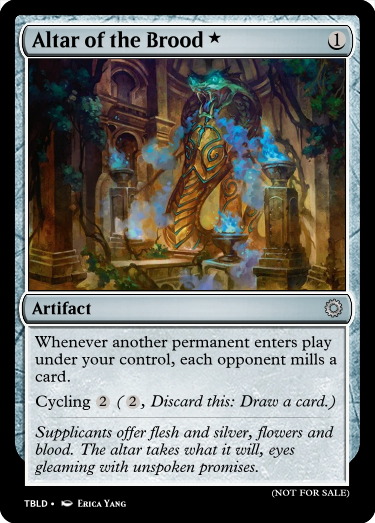 Altar of the Brood ★ 1
Artifact
Whenever another permanent enters play
under your control, each opponent mills a
card.
Cycling 2 (2, Discard this: Draw a card.)
Supplicants offer flesh and silver, flowers and
blood. The altar takes what it will, eyes
gleaming with unspoken promises.
(NOT FOR SALE)
TBLD • Erica Yang